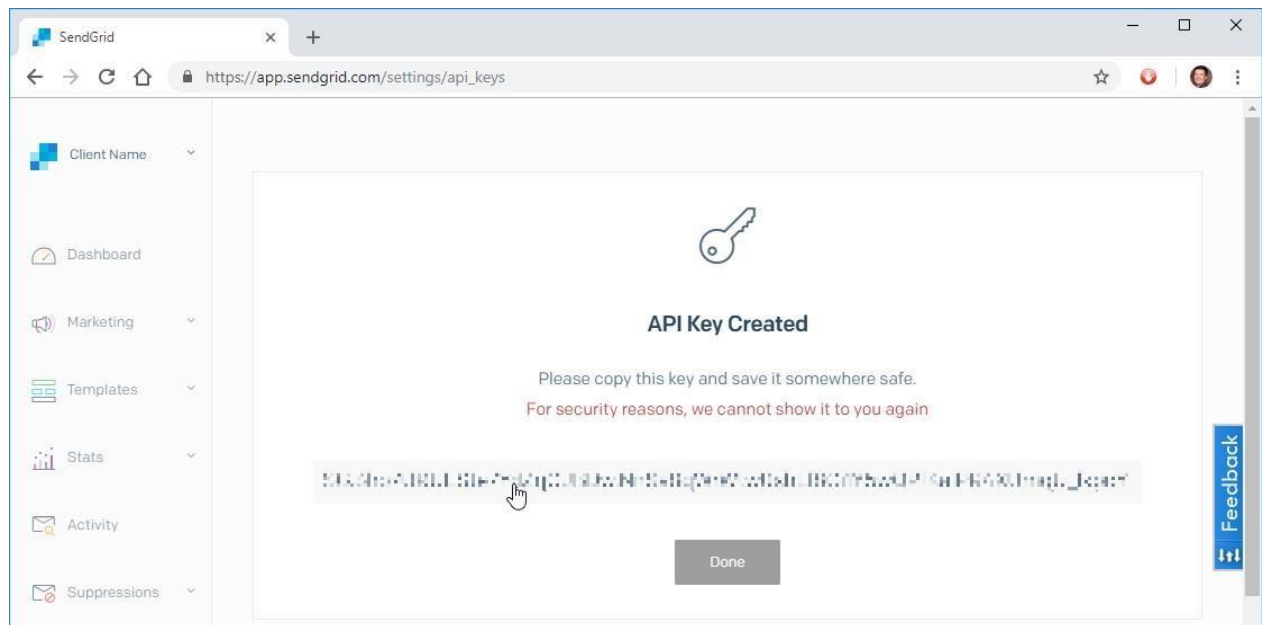 SendGrid
https://app.sendgrid.com/settings/api_keys
Client Name
Dashboard
Marketing
Templates
Stats
Activity
Suppressions
API Key Created
Please copy this key and save it somewhere safe.
For security reasons, we cannot show it to you again
Done
Feedback